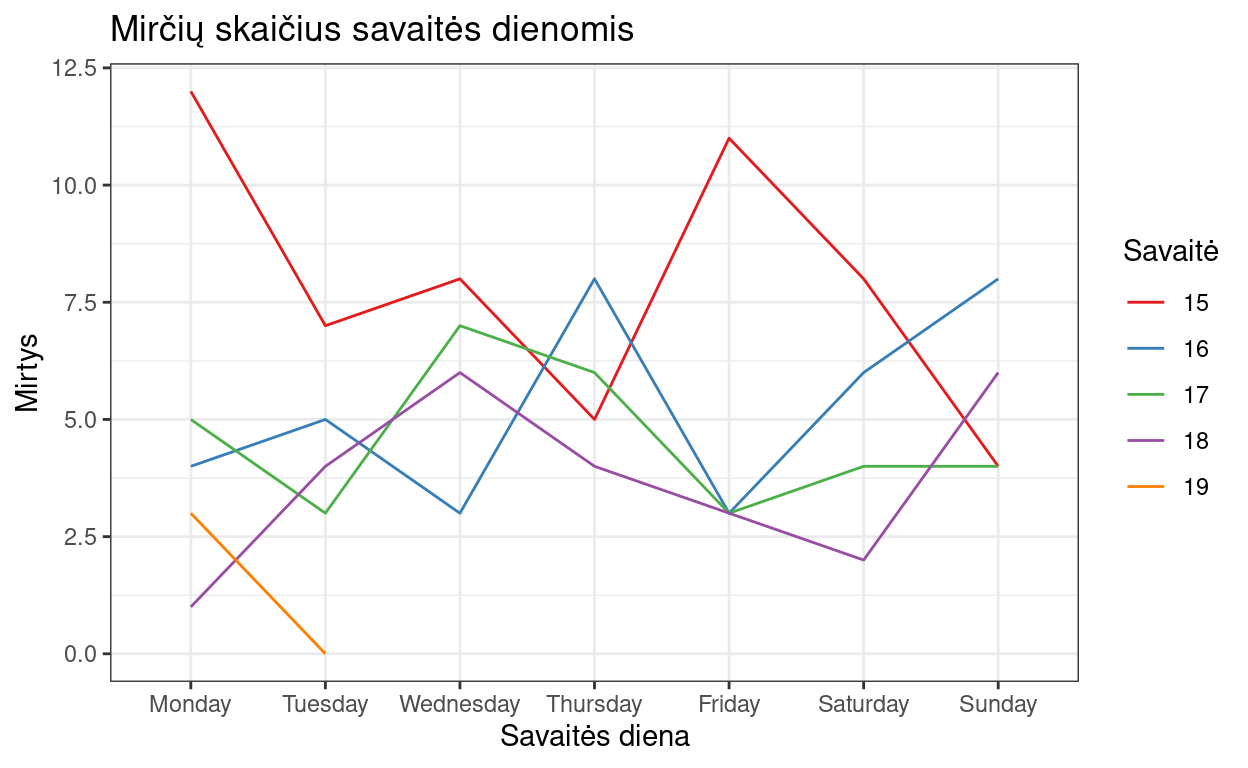 Mirčių skaičius savaitės dienomis
12.5
10.0
7.5
5.0
2.5
0.0
Mirtys
Monday Tuesday Wednesday Thursday Friday Saturday Sunday
Savaitės diena
Savaitė
15
16
17
18
19